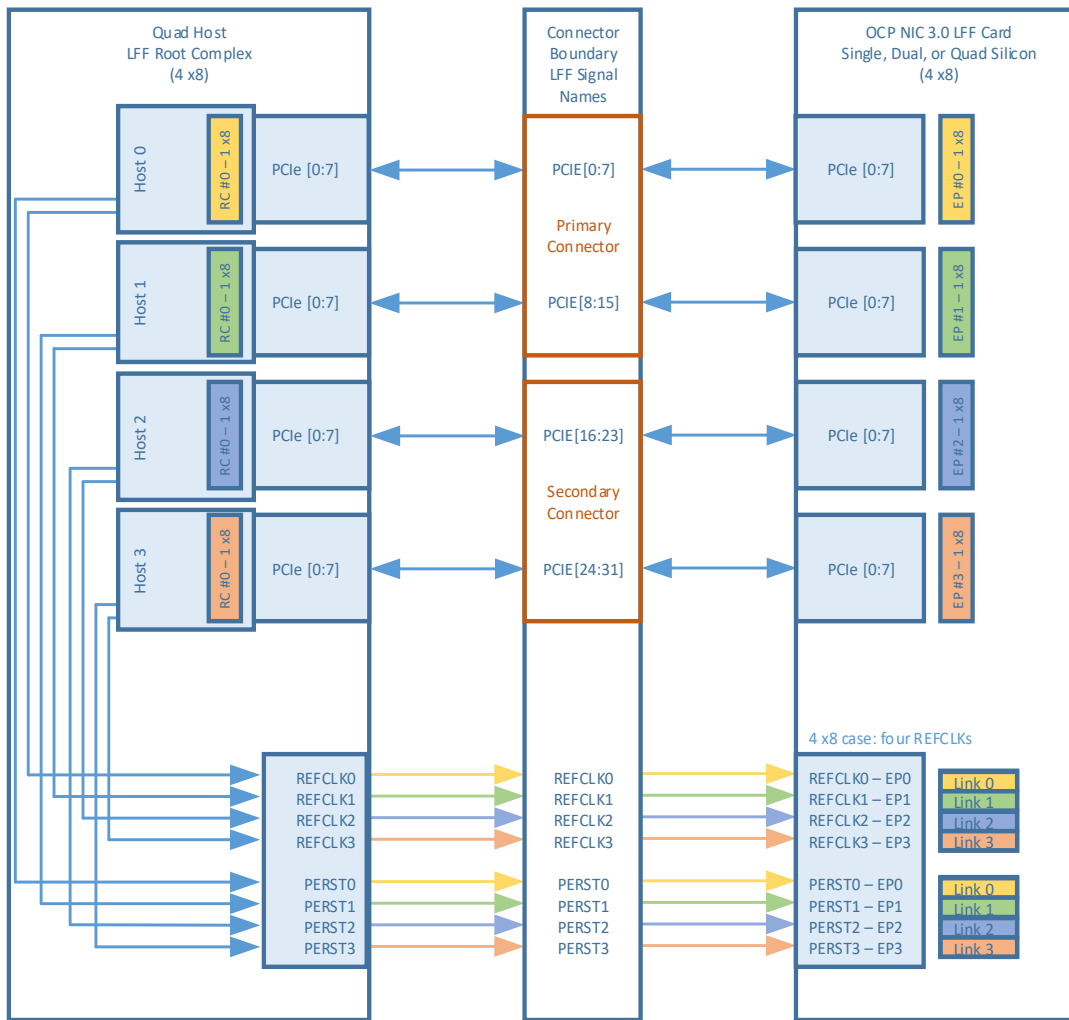 Quad Host
LFF Root Complex
(4 x8)
Connector
Boundary
LFF Signal
Names
OCP NIC 3.0 LFF Card
Single, Dual, or Quad Silicon
(4 x8)
Host 0
RC #0 – 1 x8
PCIe [0:7]
PCIE[0:7]
PCIe [0:7]
EP #0 – 1 x8
Primary
Connector
Host 1
RC #0 – 1 x8
PCIe [0:7]
PCIE[8:15]
PCIe [0:7]
EP #1 – 1 x8
Host 2
RC #0 – 1 x8
PCIe [0:7]
PCIE[16:23]
PCIe [0:7]
EP #2 – 1 x8
Secondary
Connector
Host 3
RC #0 – 1 x8
PCIe [0:7]
PCIE[24:31]
PCIe [0:7]
EP #3 – 1 x8
4 x8 case: four REFCLKs
REFCLK0
REFCLK1
REFCLK2
REFCLK3
PERST0
PERST1
PERST2
PERST3
REFCLK0
REFCLK1
REFCLK2
REFCLK3
PERST0
PERST1
PERST2
PERST3
REFCLK0 – EP0
REFCLK1 – EP1
REFCLK2 – EP2
REFCLK3 – EP3
PERST0 – EP0
PERST1 – EP1
PERST2 – EP2
PERST3 – EP3
Link 0
Link 1
Link 2
Link 3
Link 0
Link 1
Link 2
Link 3